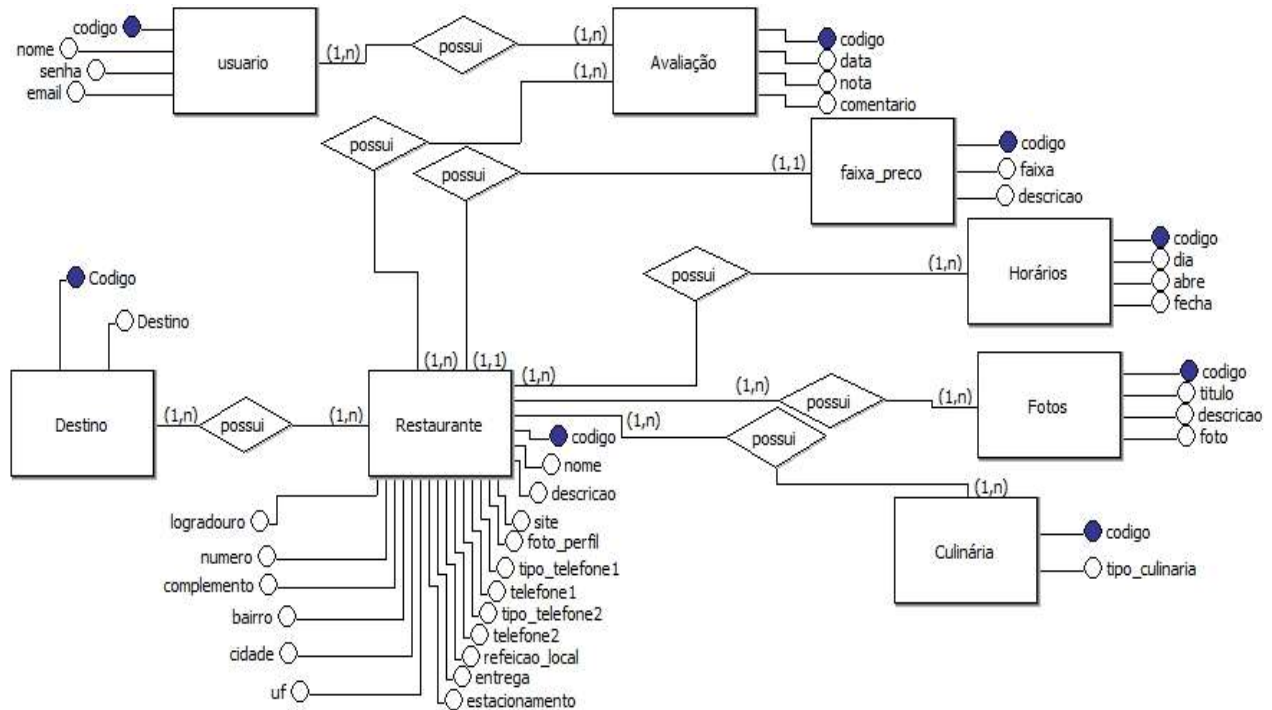 codigo
nome
senha
email
usuario
(1,n)
possui
(1,n)
(1,n)
Avaliação
codigo
data
nota
comentario
possui
possui
(1,1)
faixa_preco
codigo
faixa
descricao
possui
(1,n)
Horários
codigo
dia
abre
fecha
Codigo
Destino
Destino
(1,n)
possui
(1,n)
(1,n)
(1,1)
(1,n)
Restaurante
(1,n)
possui
(1,n)
Fotos
codigo
titulo
descricao
foto
(1,n)
possui
(1,n)
Culinária
codigo
tipo_culinaria
codigo
nome
descricao
site
foto_perfil
tipo_telefone1
telefone1
tipo_telefone2
telefone2
refeicao_local
entrega
estacionamento
logradouro
numero
complemento
bairro
cidade
uf